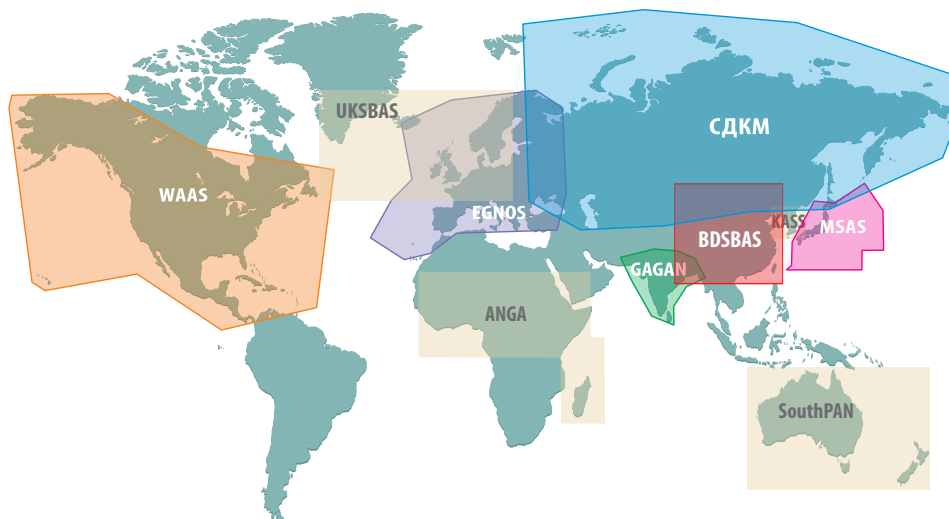 UKSBAS
СДКМ
WAAS
EGNOS
KASS
MSAS
BDSBAS
GAGAN
ANGA
SouthPAN